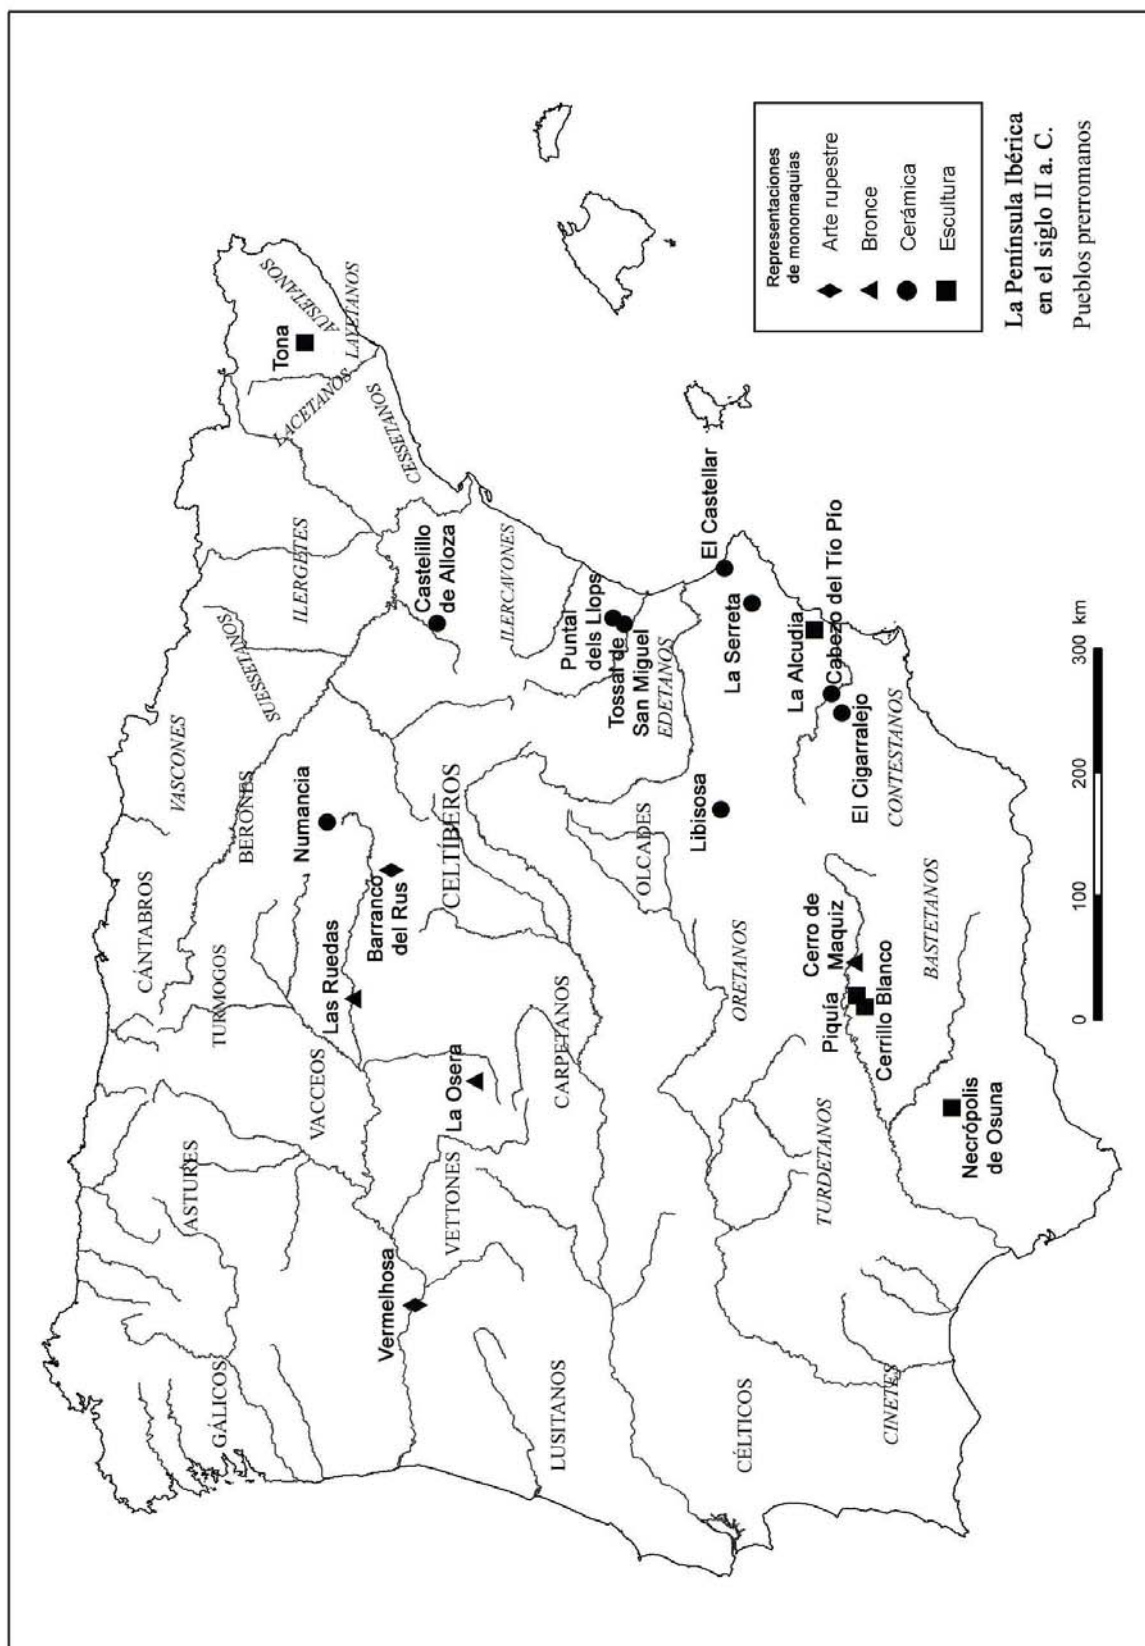 CÁNTABROS
VASCONES
SUESSETANOS
ILERGETES
LACETANOS
AUSETANOS
LAYETANOS
CESSETANOS
Tona
GÁLICOS
ASTURES
TURMOGOS
BERONES
VACCEOS
Numancia
Las Ruedas
Barranco
del Rus
Castelillo
de Alloza
ILERCAVONES
Vermelhosa
VETTONES
La Osera
CELTÍBEROS
CARPETANOS
LUSITANOS
Puntal
dels Llops
Tossal de
San Miguel
EDETANOS
OLCADES
El Castellar
La Serreta
Libisosa
ORETANOS
CÉLTICOS
La Alcudia
Cabezo del Tío Pío
El Cigarralejo
CONTESTANOS
Cerro de
Maquiz
Piquía
Cerrillo Blanco
BASTETANOS
TURDETANOS
CINETES
Necrópolis
de Osuna
Representaciones
de monomaquias
Arte rupestre
Bronce
Cerámica
Escultura
La Península Ibérica
en el siglo II a. C.
Pueblos prerromanos
0 100 200 300 km